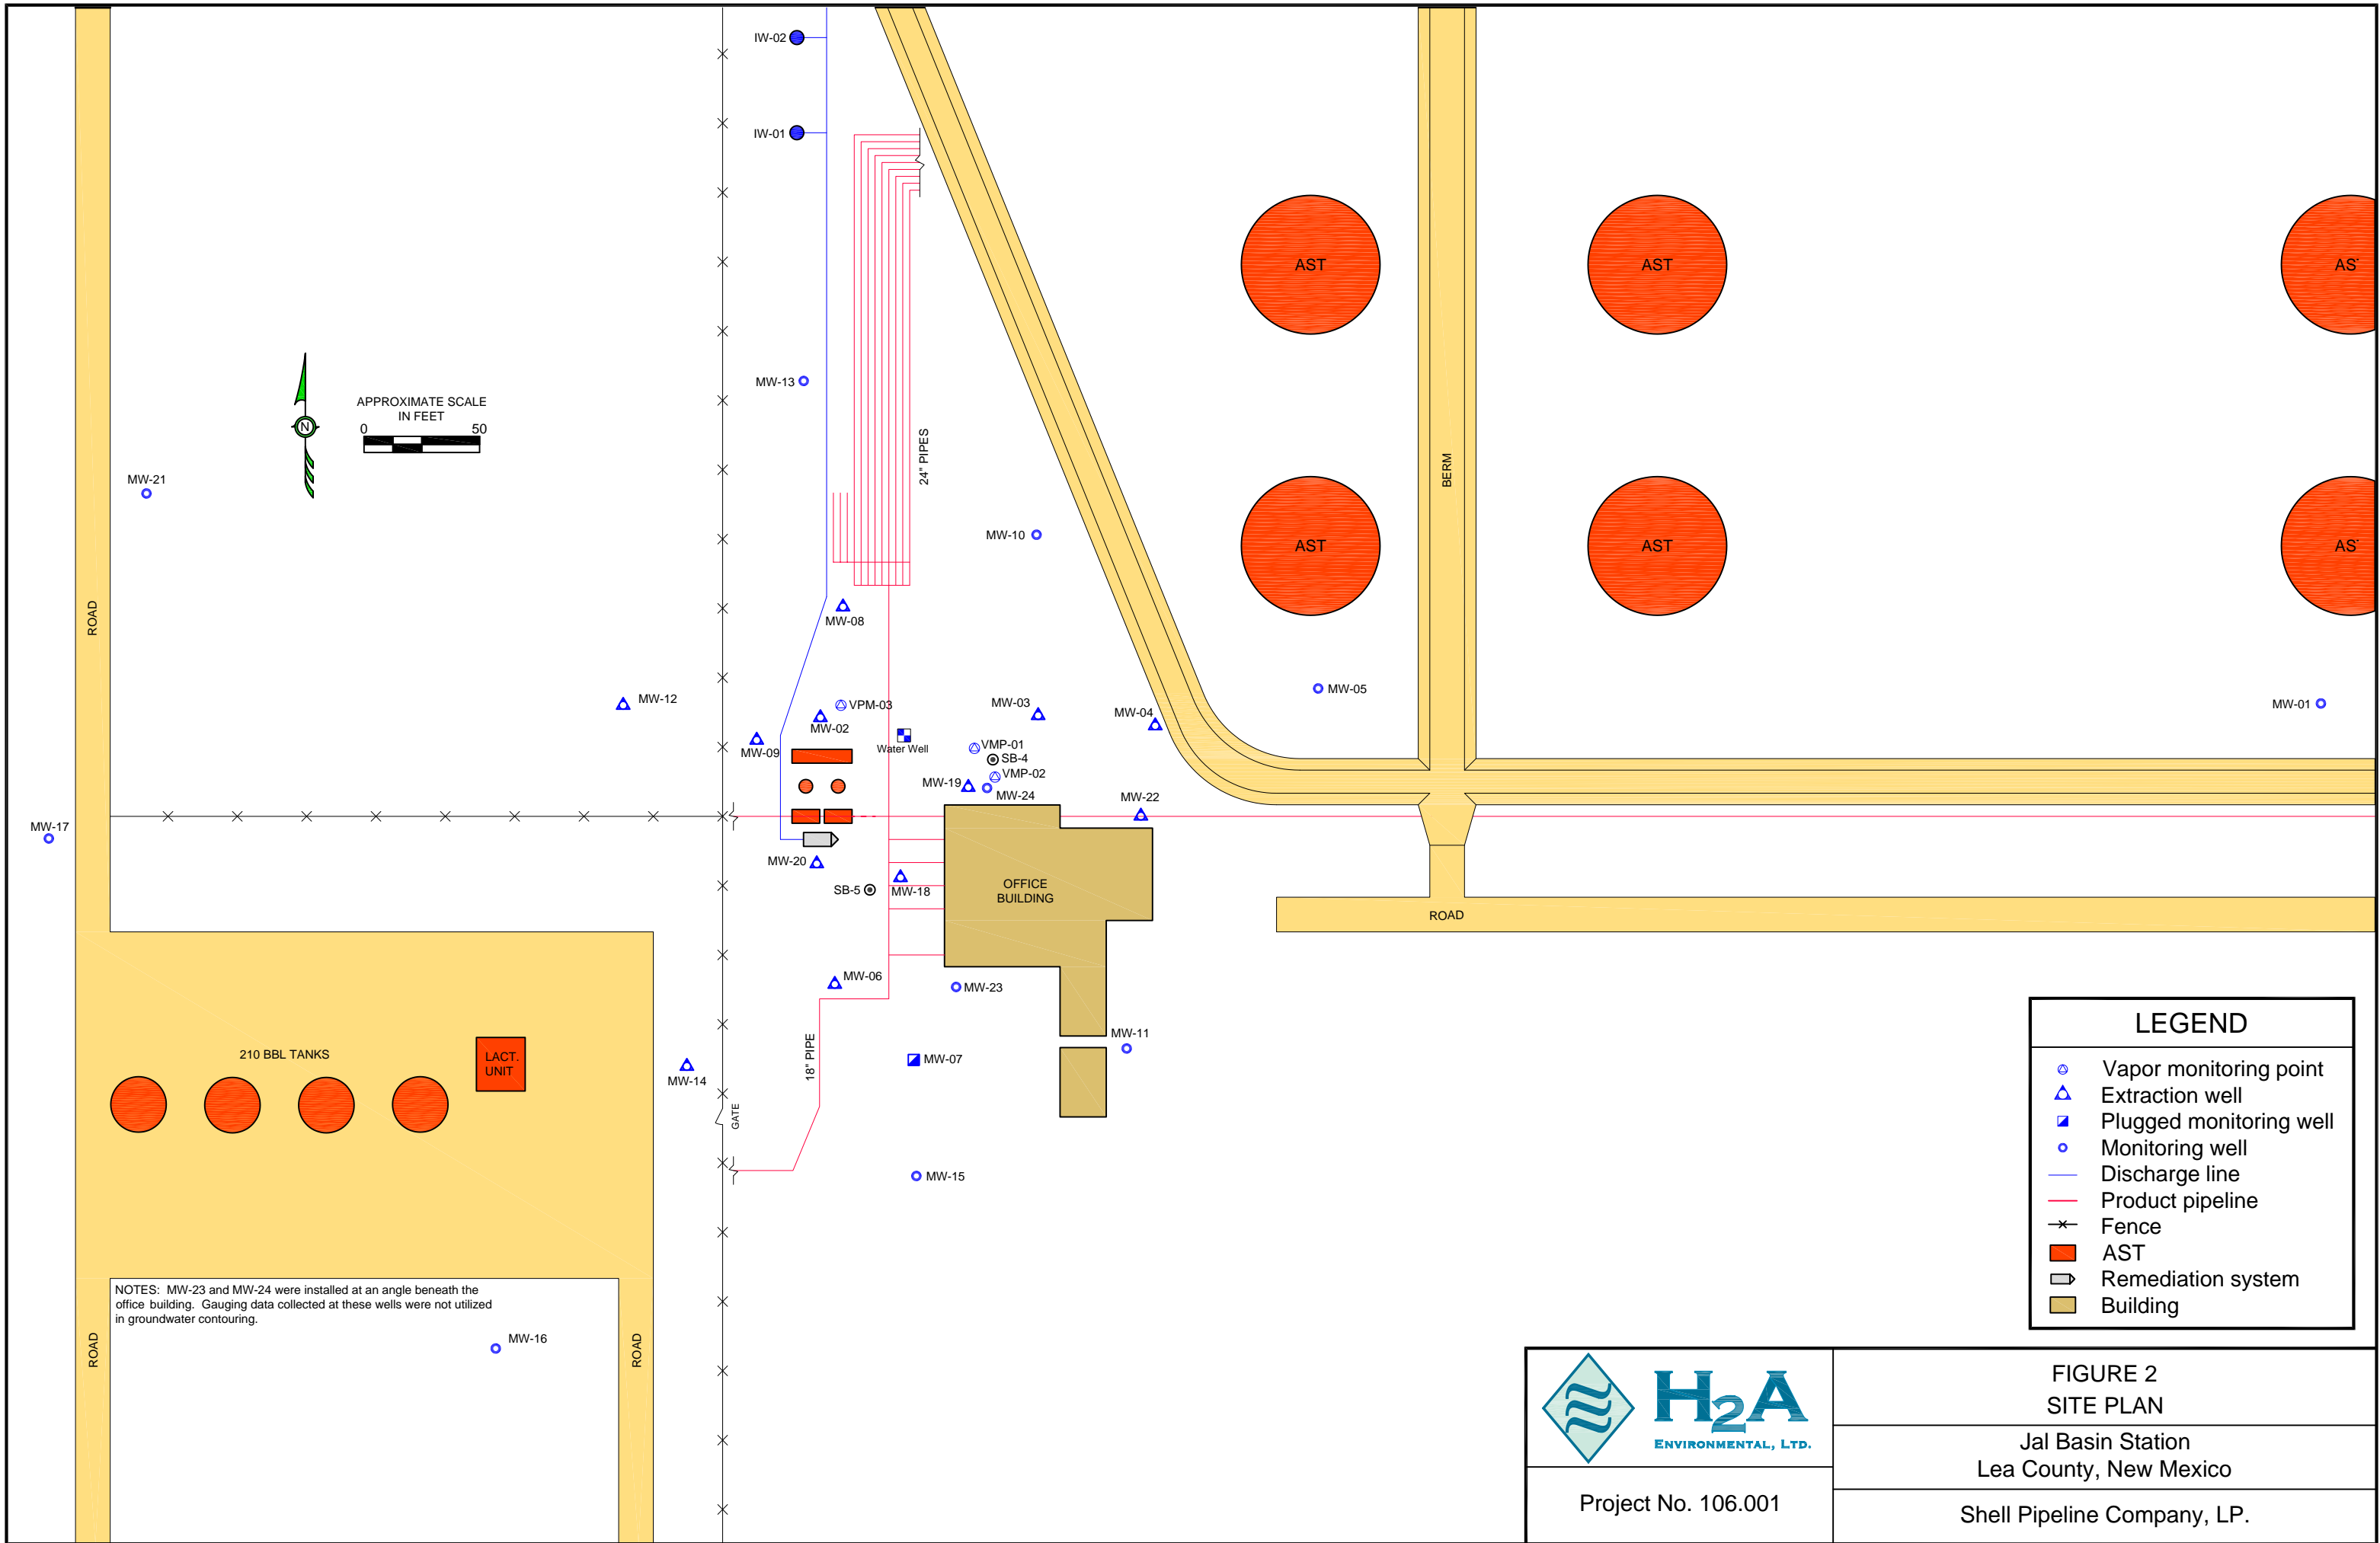 IW-02
IW-01
AST
AST
AS
MW-13
APPROXIMATE SCALE
IN FEET
0 50
N
24" PIPES
BERM
MW-21
MW-10
AST
AST
AS
ROAD
MW-08
MW-12
VPM-03
MW-02
MW-03
MW-04
MW-05
MW-01
MW-09
Water Well
VMP-01
SB-4
VMP-02
MW-19
MW-24
MW-22
MW-17
MW-20
SB-5
MW-18
OFFICE
BUILDING
ROAD
MW-06
MW-23
MW-11
210 BBL TANKS
LACT.
UNIT
18" PIPE
MW-07
MW-14
GATE
MW-15
NOTES: MW-23 and MW-24 were installed at an angle beneath the
office building. Gauging data collected at these wells were not utilized
in groundwater contouring.
ROAD
MW-16
ROAD
LEGEND
Vapor monitoring point
Extraction well
Plugged monitoring well
Monitoring well
Discharge line
Product pipeline
Fence
AST
Remediation system
Building
H2A
ENVIRONMENTAL, LTD.
Project No. 106.001
FIGURE 2
SITE PLAN
Jal Basin Station
Lea County, New Mexico
Shell Pipeline Company, LP.